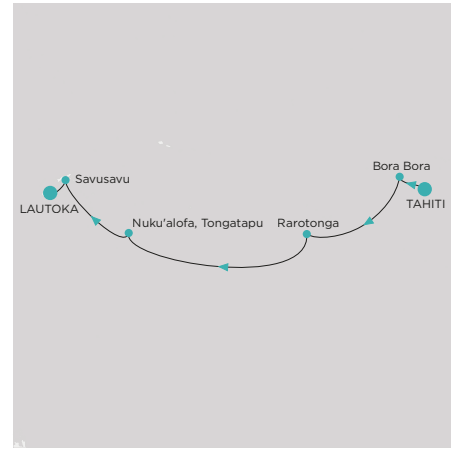 Bora Bora
Savusavu
LAUTOKA
TAHITI
Nuku'alofa, Tongatapu
Rarotonga